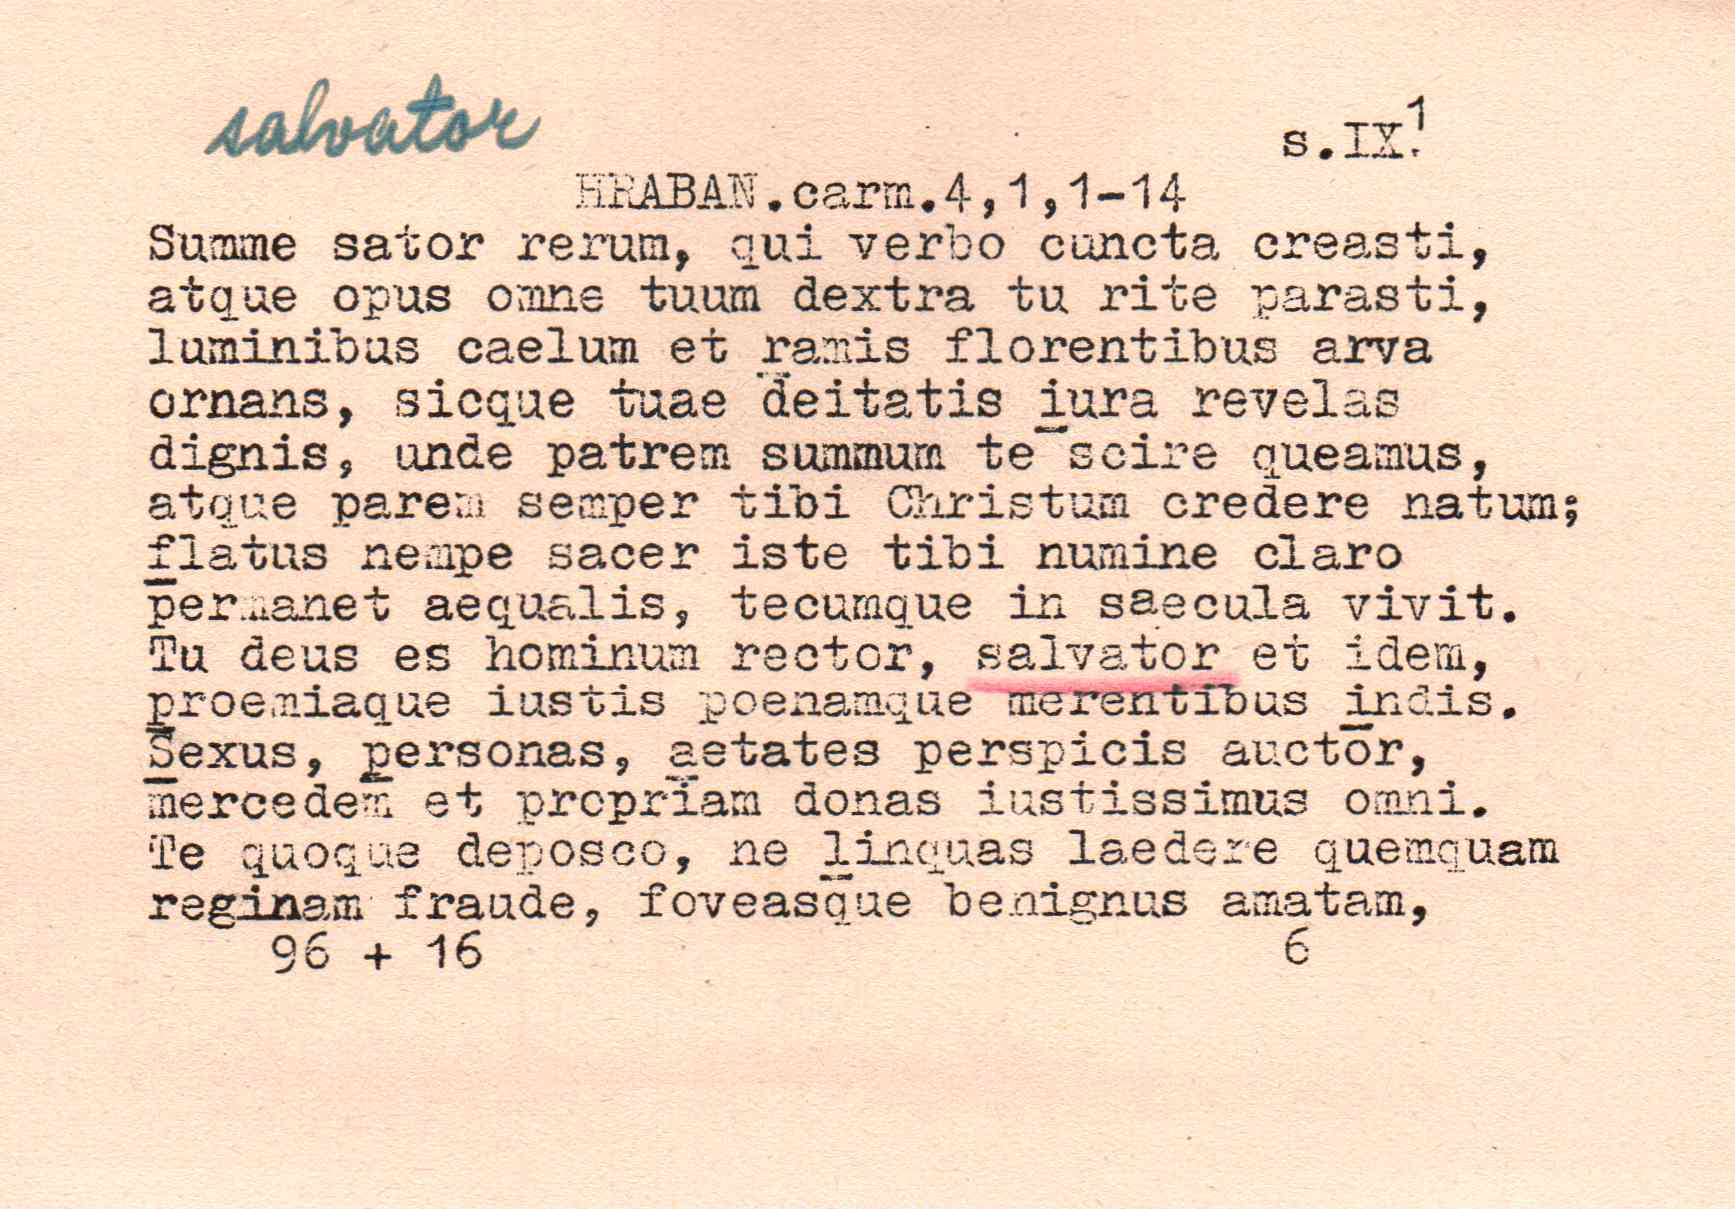 salvator
s.IX.1
HRABAN.carm.4,1,1-14
Summe sator rerum, qui verbo cuncta creasti,
atque opus omne tuum dextra tu rite parasti,
luminibus caelum et ramis florentibus arva
ornans, sicque tuae deitatis iura revelas
dignis, unde patrem summum te scire queamus,
atque parem semper tibi Christum credere natum;
flatus nempe sacer iste tibi numine claro
permanet aequalis, tecumque in saecula vivit.
Tu deus es hominum rector, salvator et idem,
proemiaque iustis poenamque merentibus indis.
Sexus, personas, aetates perspicis auctor,
mercedem et propriam donas iustissimus omni.
Te quoque deposco, ne linquas laedere quemquam
reginam fraude, foveasque benignus amatam,
96 + 16 6